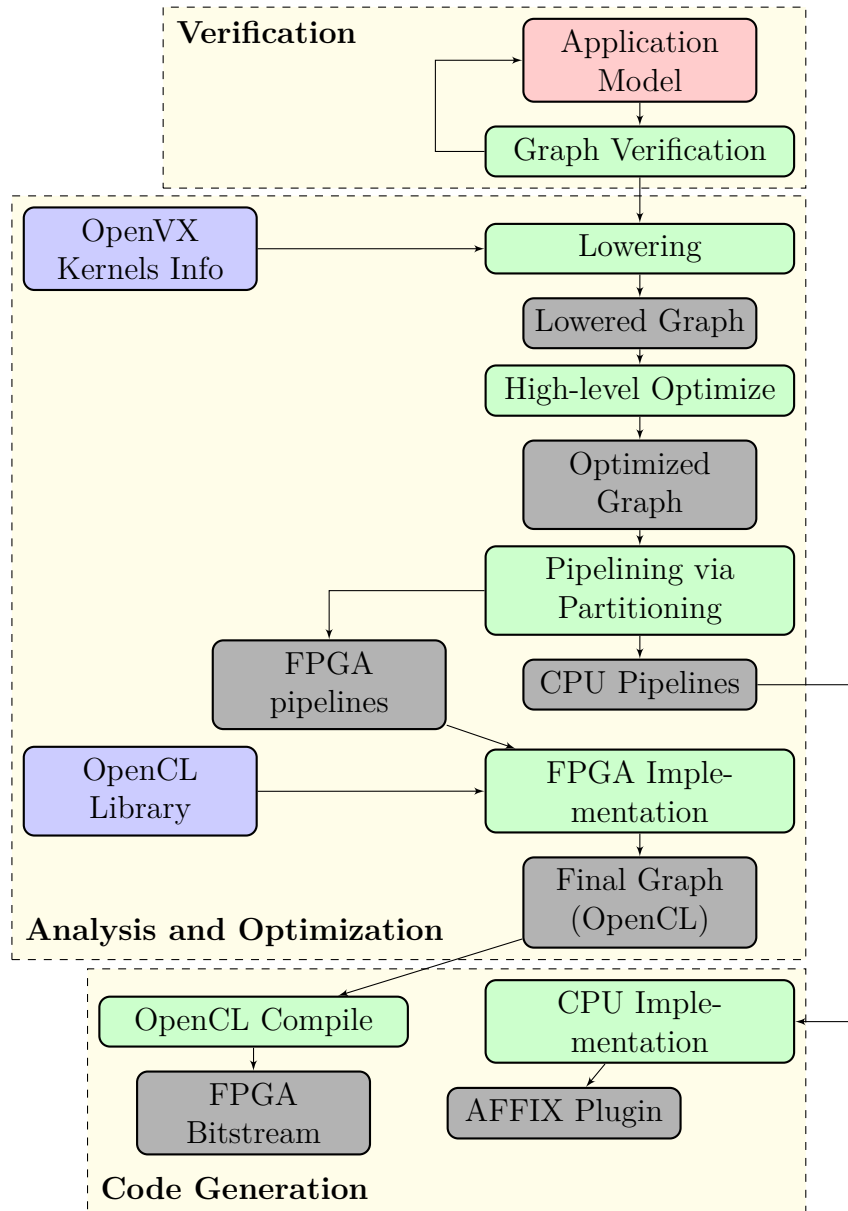 Verification
Application
Model
Graph Verification
OpenVX
Kernels Info
Lowering
Lowered Graph
High-level Optimize
Optimized
Graph
Pipelining via
Partitioning
FPGA
pipelines
CPU Pipelines
OpenCL
Library
FPGA Imple-
mentation
Final Graph
(OpenCL)
Analysis and Optimization
OpenCL Compile
CPU Imple-
mentation
FPGA
Bitstream
AFFIX Plugin
Code Generation